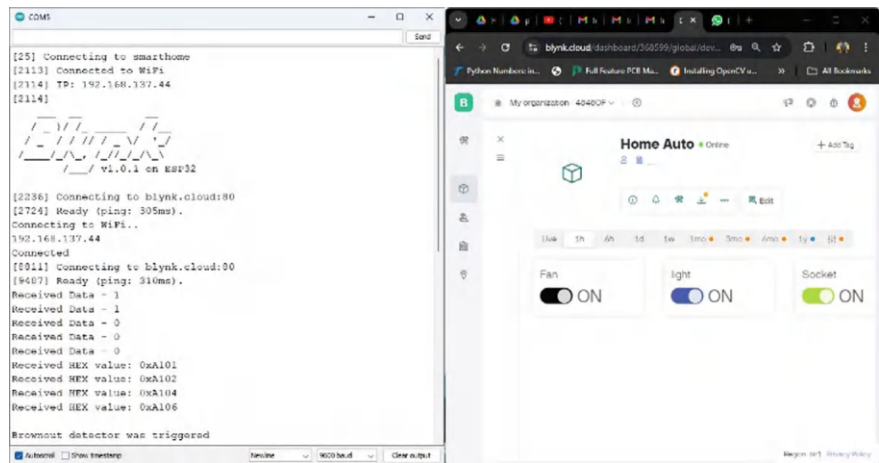 COM5
Send
[25] Connecting to smarthome
[2113] Connected to WiFi
[2114] IP: 192.168.137.44
[2114]
/___/ v1.0.1 on ESP32
[2236] Connecting to blynk.cloud:80
[2724] Ready (ping: 305ms).
Connecting to WiFi..
192.168.137.44
Connected
[8811] Connecting to blynk.cloud:80
[9407] Ready (ping: 310ms).
Received Data - 1
Received Data - 1
Received Data - 0
Received Data - 0
Received Data - 0
Received HEX value: 0xA101
Received HEX value: 0xA102
Received HEX value: 0xA104
Received HEX value: 0xA106
Brownout detector was triggered
Autoscroll Show timestamp Newline 9600 baud Clear output
blynk.cloud/dashboard/368599/global/dev...
Python Numbers: in... Full Feature PCB Ma... Installing OpenCV u... All Bookmarks
B My organization
Home Auto Online
Add Tag
Edit
Live 1h 6h 1d 1w 1mo 3mo 6mo 1y
Fan light Socket
ON ON ON
Privacy Policy